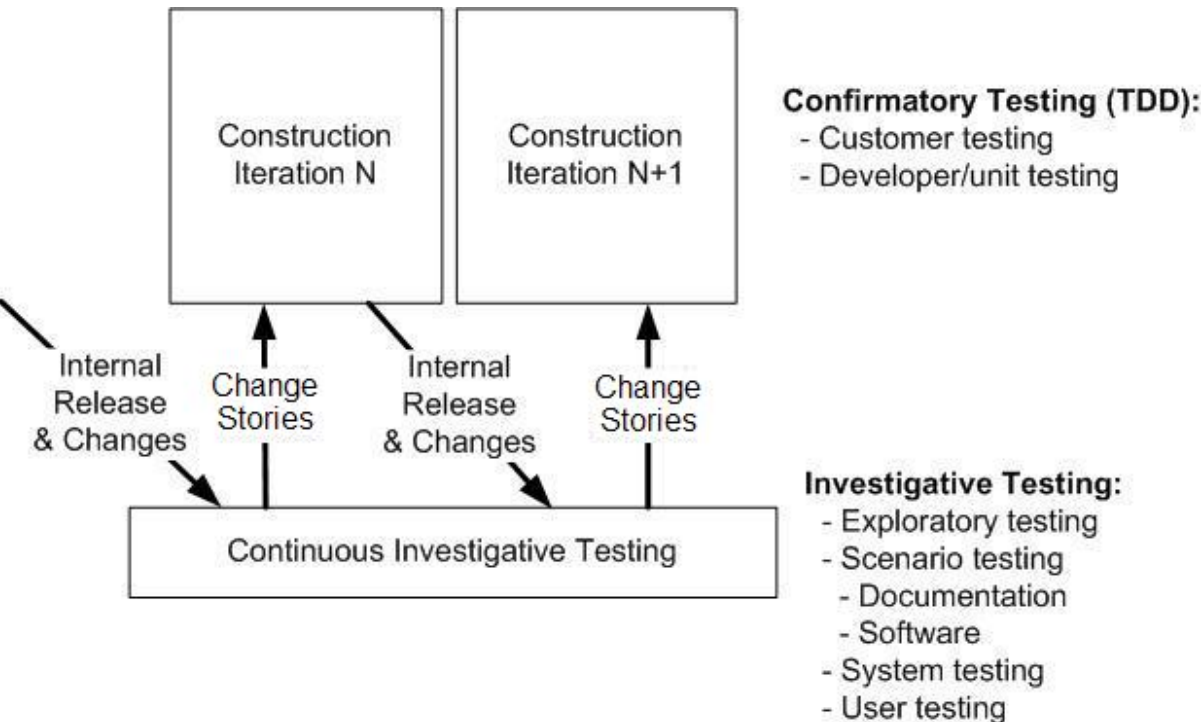 Construction
Iteration N
Construction
Iteration N+1
Confirmatory Testing (TDD):
- Customer testing
- Developer/unit testing
Internal
Release
& Changes
Change
Stories
Internal
Release
& Changes
Change
Stories
Continuous Investigative Testing
Investigative Testing:
- Exploratory testing
- Scenario testing
- Documentation
- Software
- System testing
- User testing